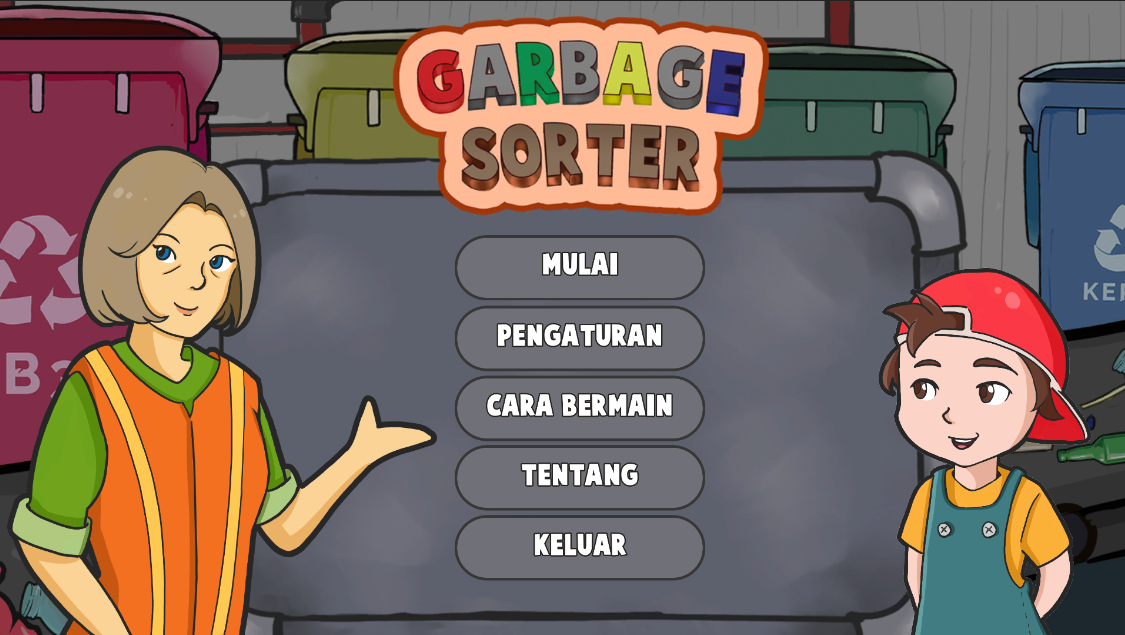 GARBAGE
SORTER
MULAI
PENGATURAN
CARA BERMAIN
TENTANG
KELUAR